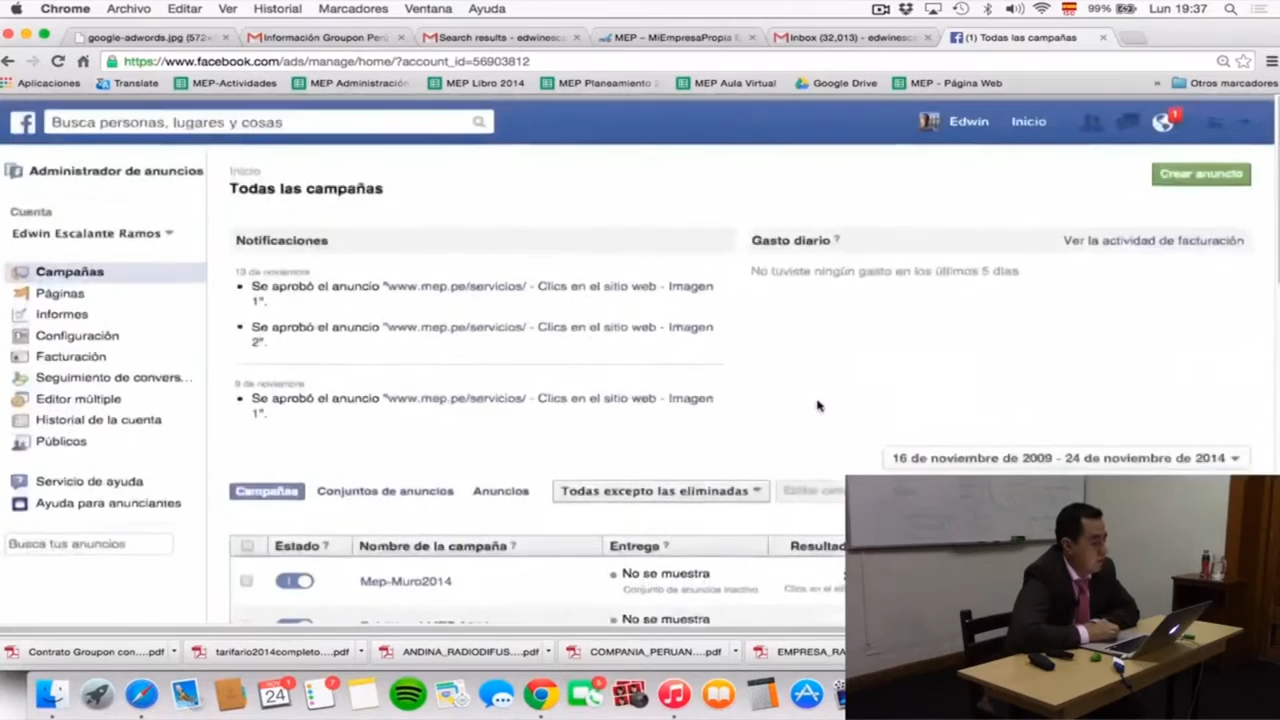 Chrome Archivo Editar Ver Historial Marcadores Ventana Ayuda 99% Lun 19:37
google-adwords.jpg (572× Información Groupon Perú Search results - edwinesca MEP – MiEmpresaPropia Inbox (32,013) - edwinesc (1) Todas las campañas
https://www.facebook.com/ads/manage/home/?account_id=56903812
Aplicaciones Translate MEP-Actividades MEP Administración MEP Libro 2014 MEP Planeamiento MEP Aula Virtual Google Drive MEP - Página Web » Otros marcadores
f Busca personas, lugares y cosas Edwin Inicio 1
Administrador de anuncios
Inicio
Todas las campañas
Crear anuncio
Cuenta
Edwin Escalante Ramos
Campañas
Páginas
Informes
Configuración
Facturación
Seguimiento de convers...
Editor múltiple
Historial de la cuenta
Públicos
Servicio de ayuda
Ayuda para anunciantes
Busca tus anuncios
Notificaciones
13 de noviembre
Se aprobó el anuncio "www.mep.pe/servicios/ - Clics en el sitio web - Imagen
1".
Se aprobó el anuncio "www.mep.pe/servicios/ - Clics en el sitio web - Imagen
2".
9 de noviembre
Se aprobó el anuncio "www.mep.pe/servicios/ - Clics en el sitio web - Imagen
1".
Gasto diario ? Ver la actividad de facturación
No tuviste ningún gasto en los últimos 5 días
16 de noviembre de 2009 - 24 de noviembre de 2014
Campañas Conjuntos de anuncios Anuncios Todas excepto las eliminadas Editar
Estado ? Nombre de la campaña ? Entrega ? Resultad
Mep-Muro2014 No se muestra
Conjunto de anuncios inactivo Clics en el si
No se muestra
Contrato Groupon con....pdf tarifario2014completo....pdf ANDINA_RADIODIFUS....pdf COMPANIA_PERUAN....pdf EMPRESA_RA
24